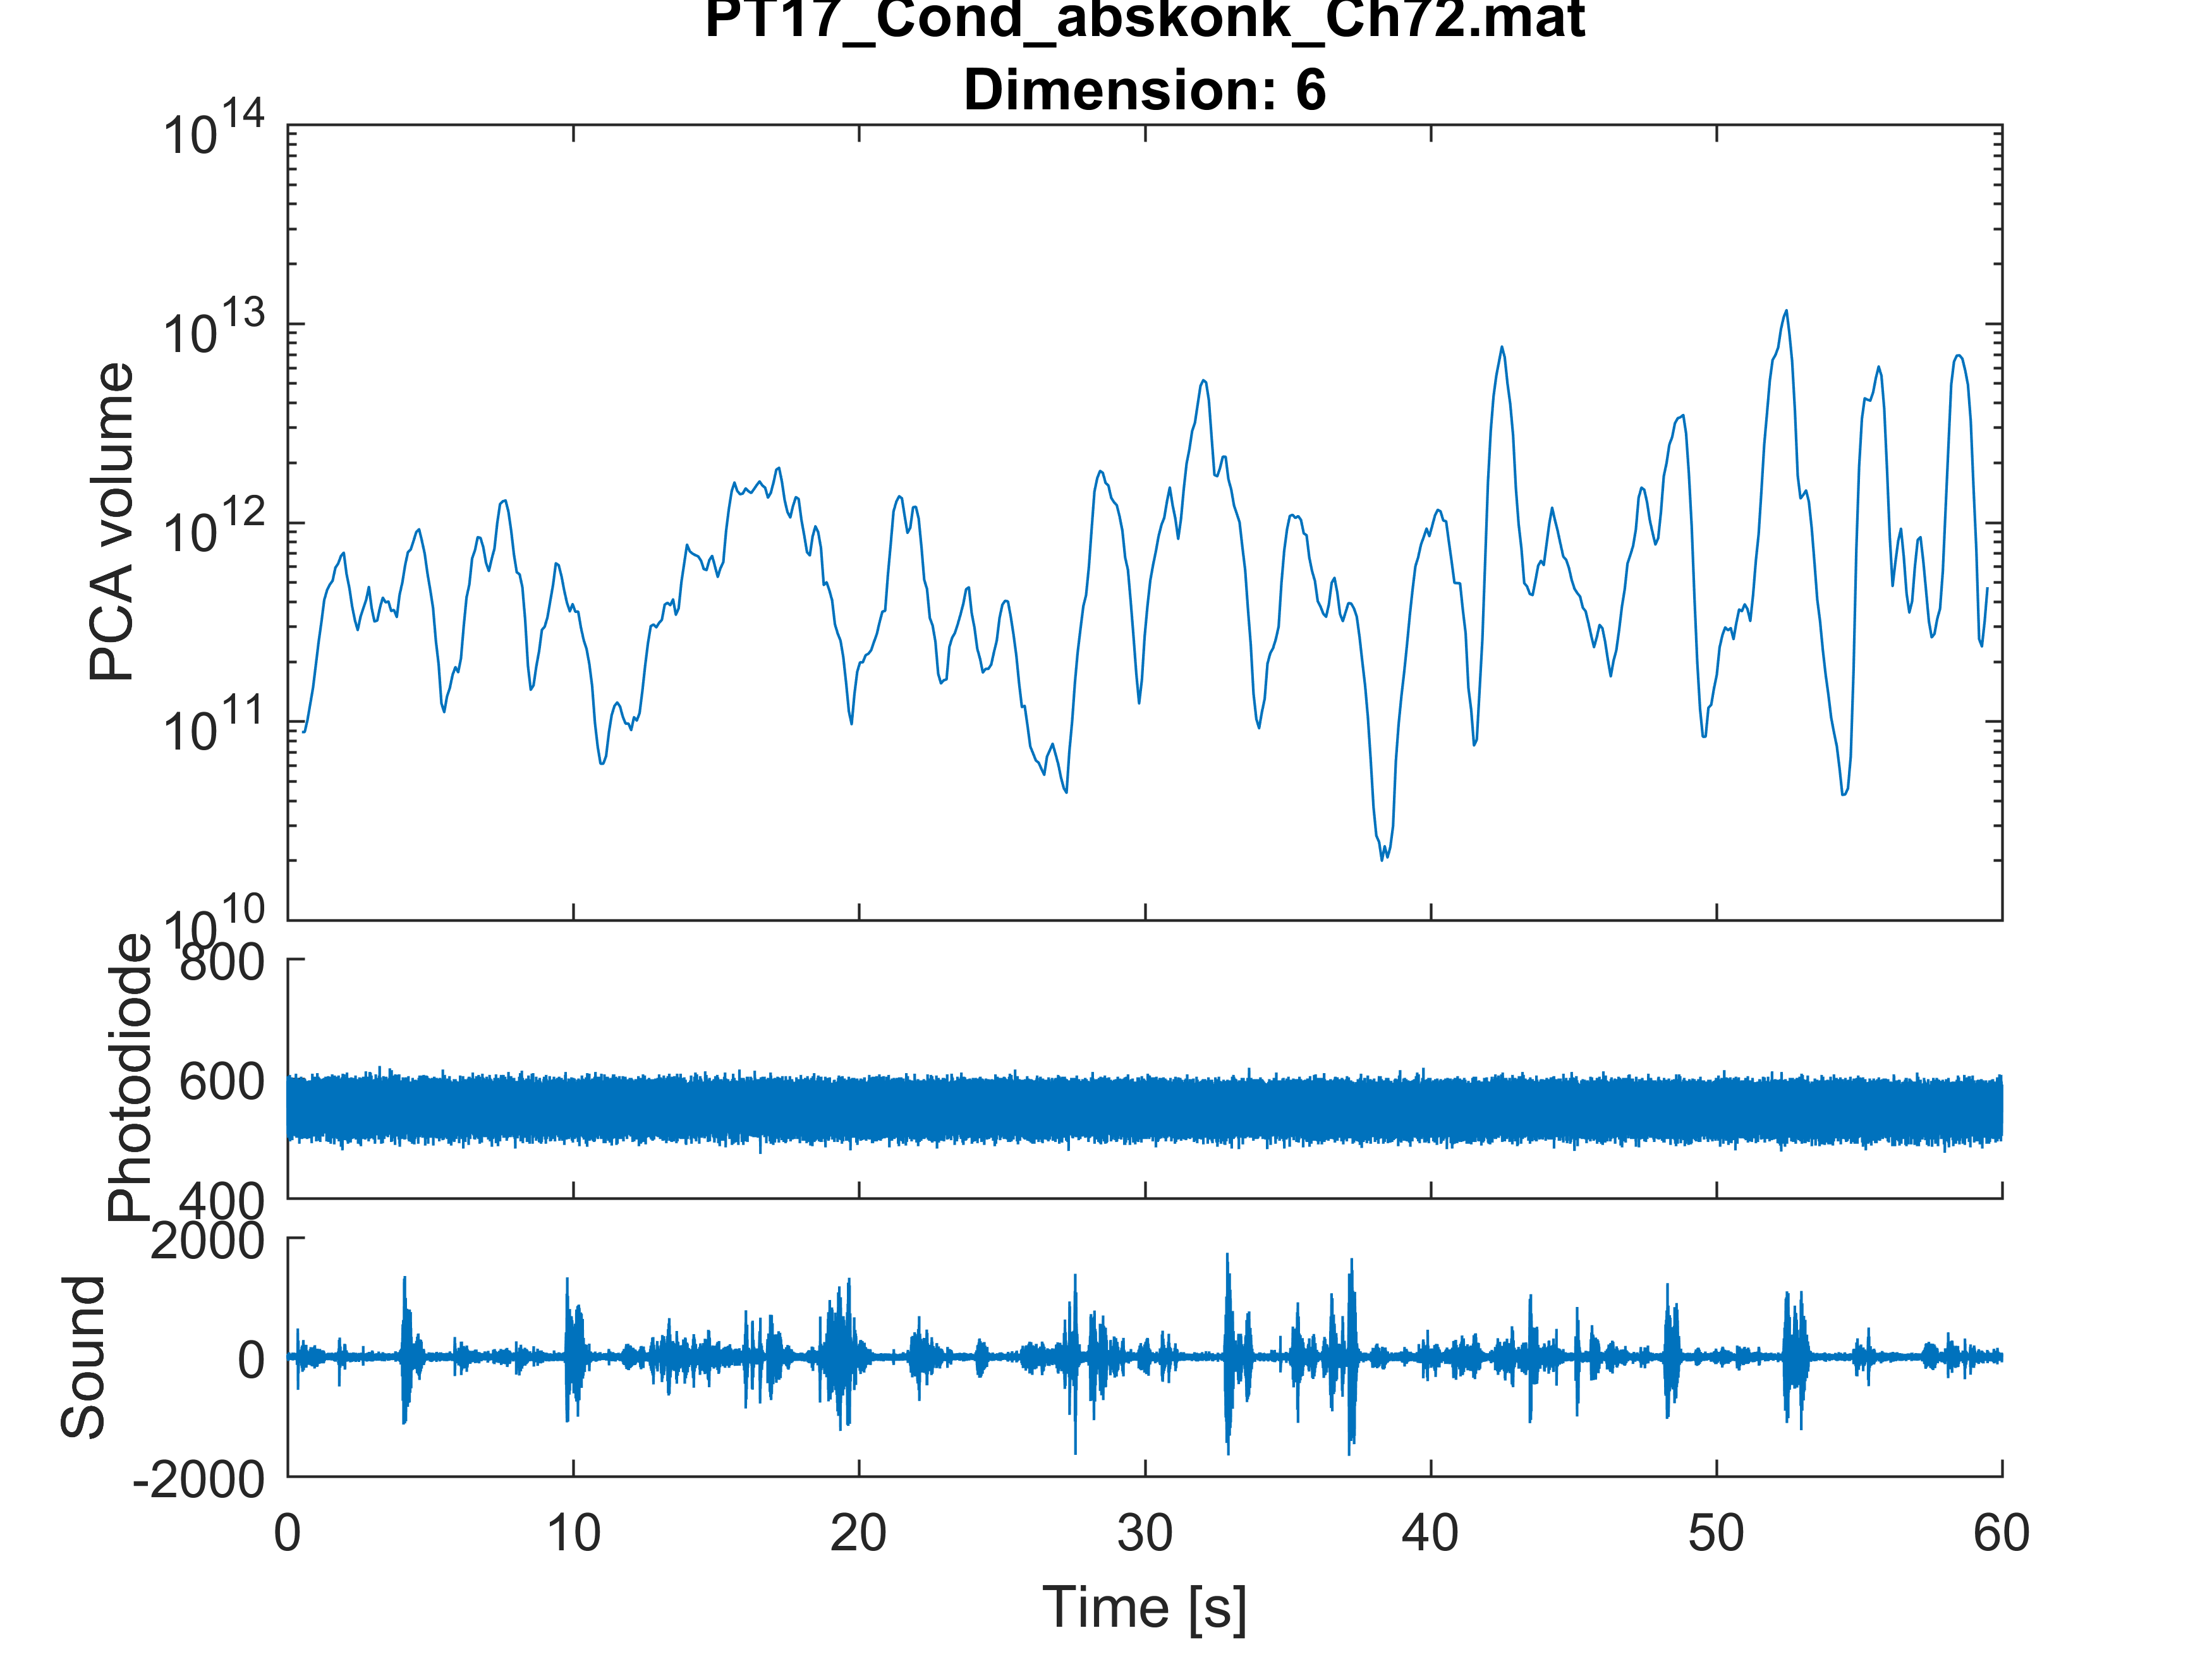 PT17_Cond_abskonk_Ch72.mat
Dimension: 6
10^14
10^13
10^12
10^11
10^10
PCA volume
800
600
400
Photodiode
2000
0
-2000
Sound
0 10 20 30 40 50 60
Time [s]